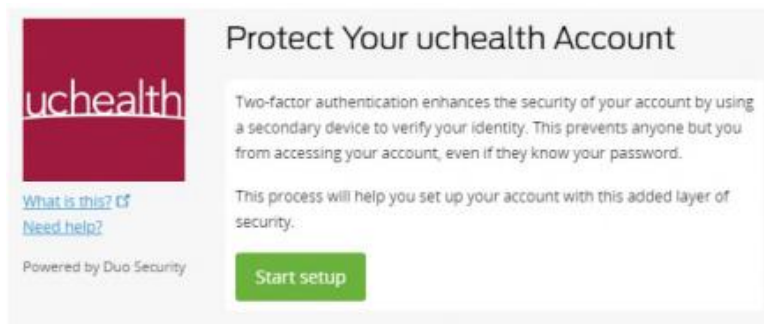 Protect Your uchealth Account
uchealth
Two-factor authentication enhances the security of your account by using
a secondary device to verify your identity. This prevents anyone but you
from accessing your account, even if they know your password.
What is this?
This process will help you set up your account with this added layer of
Need help?
security.
Powered by Duo Security
Start setup